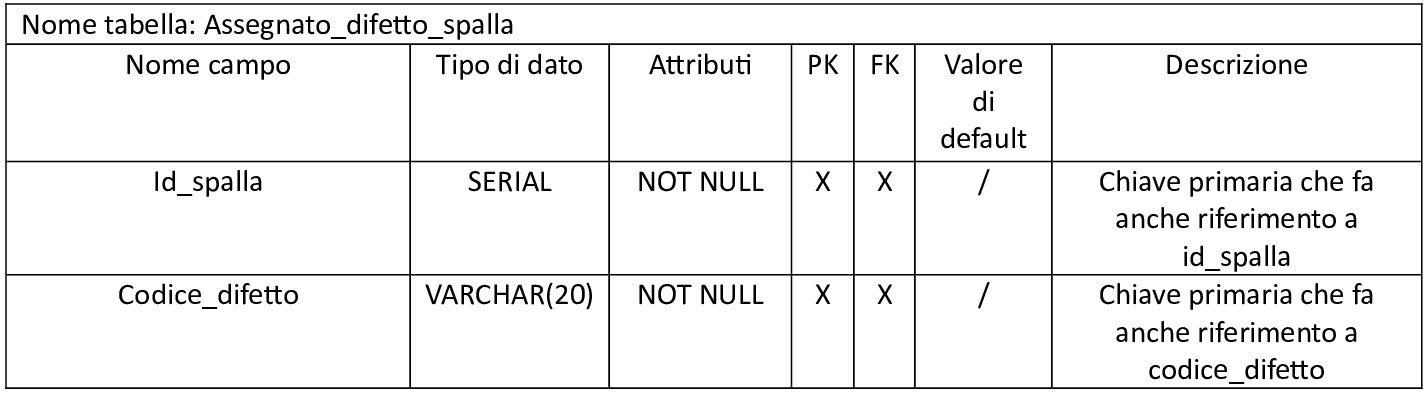 Nome tabella: Assegnato_difetto_spalla
Nome campo Tipo di dato Attributi PK FK Valore di default Descrizione
Id_spalla SERIAL NOT NULL X X / Chiave primaria che fa anche riferimento a id_spalla
Codice_difetto VARCHAR(20) NOT NULL X X / Chiave primaria che fa anche riferimento a codice_difetto